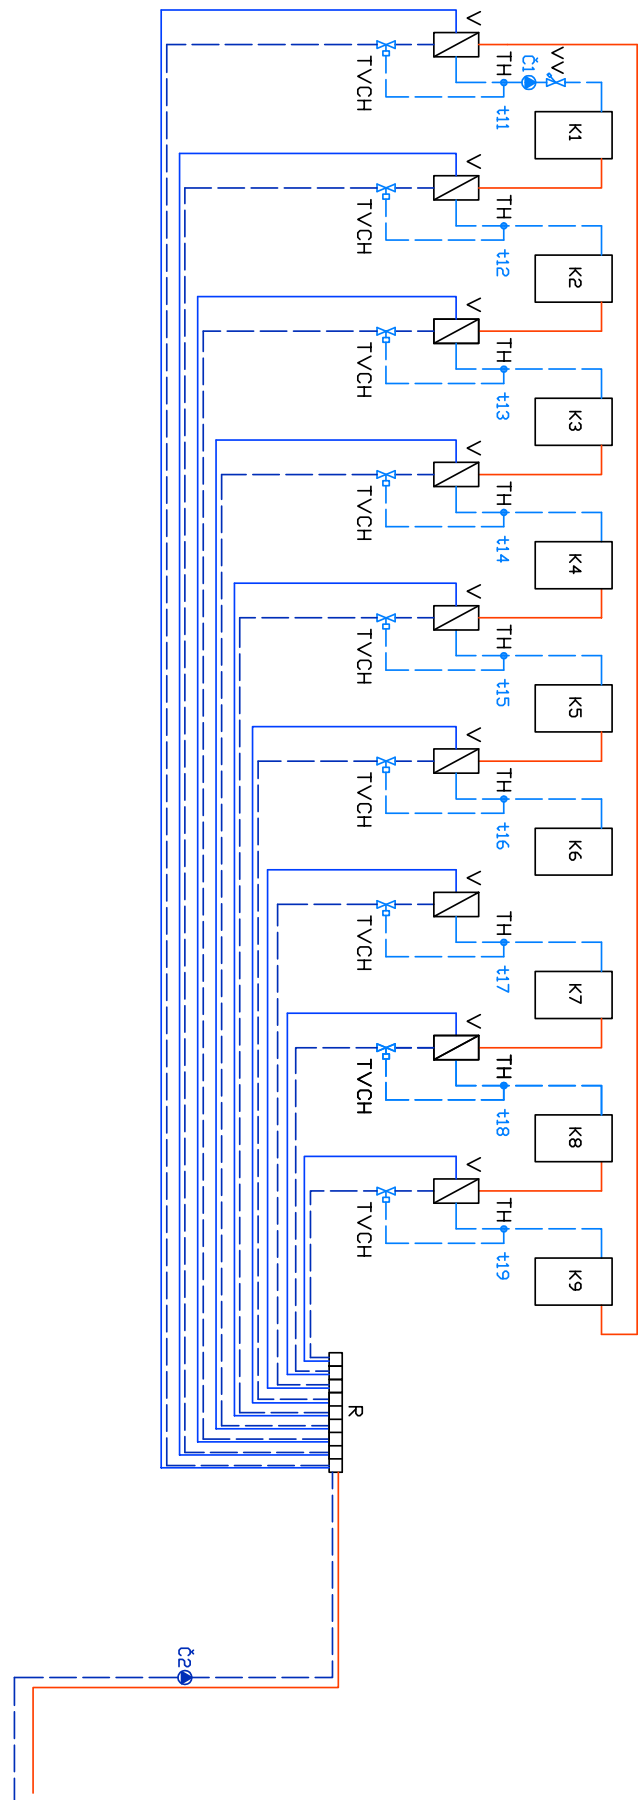 V
TH
Č1
VV
TVCH
t11
K1
V
TH
TVCH
t12
K2
V
TH
TVCH
t13
K3
V
TH
TVCH
t14
K4
V
TH
TVCH
t15
K5
V
TH
TVCH
t16
K6
V
TH
TVCH
t17
K7
V
TH
TVCH
t18
K8
V
TH
TVCH
t19
K9
R
Č2